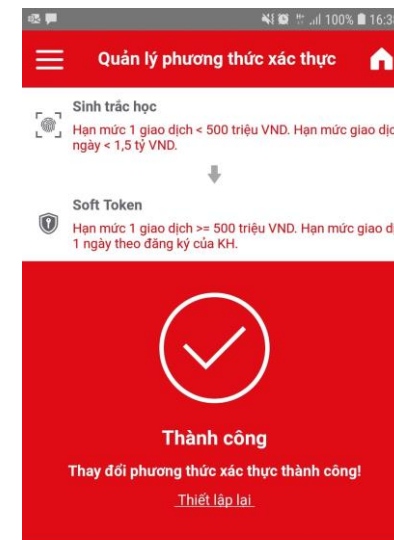 100% 16:3
Quản lý phương thức xác thực
Sinh trắc học
Hạn mức 1 giao dịch < 500 triệu VND. Hạn mức giao dịc
ngày < 1,5 tỷ VND.
Soft Token
Hạn mức 1 giao dịch >= 500 triệu VND. Hạn mức giao d
1 ngày theo đăng ký của KH.
Thành công
Thay đổi phương thức xác thực thành công!
Thiết lập lại